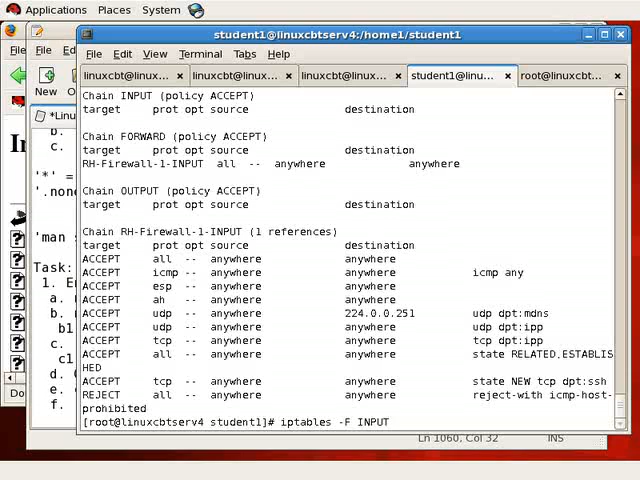 Applications Places System
student1@linuxcbtserv4:/home1/student1
File Edit View Terminal Tabs Help
linuxcbt@linux... linuxcbt@linux... linuxcbt@linux... student1@linu... root@linuxcbt...
Chain INPUT (policy ACCEPT)
target prot opt source destination
Chain FORWARD (policy ACCEPT)
target prot opt source destination
RH-Firewall-1-INPUT all -- anywhere anywhere
Chain OUTPUT (policy ACCEPT)
target prot opt source destination
Chain RH-Firewall-1-INPUT (1 references)
target prot opt source destination
ACCEPT all -- anywhere anywhere
ACCEPT icmp -- anywhere anywhere icmp any
ACCEPT esp -- anywhere anywhere
ACCEPT ah -- anywhere anywhere
ACCEPT udp -- anywhere 224.0.0.251 udp dpt:mdns
ACCEPT udp -- anywhere anywhere udp dpt:ipp
ACCEPT tcp -- anywhere anywhere tcp dpt:ipp
ACCEPT all -- anywhere anywhere state RELATED,ESTABLIS
HED
ACCEPT tcp -- anywhere anywhere state NEW tcp dpt:ssh
REJECT all -- anywhere anywhere reject-with icmp-host-
prohibited
[root@linuxcbtserv4 student1]# iptables -F INPUT
File
New
*Linu
b.
c.
'*' =
'.none
'man s
Task:
1. En
a.
b.
b1
c.
c1
d.
e.
f.
Ln 1060, Col 32 INS